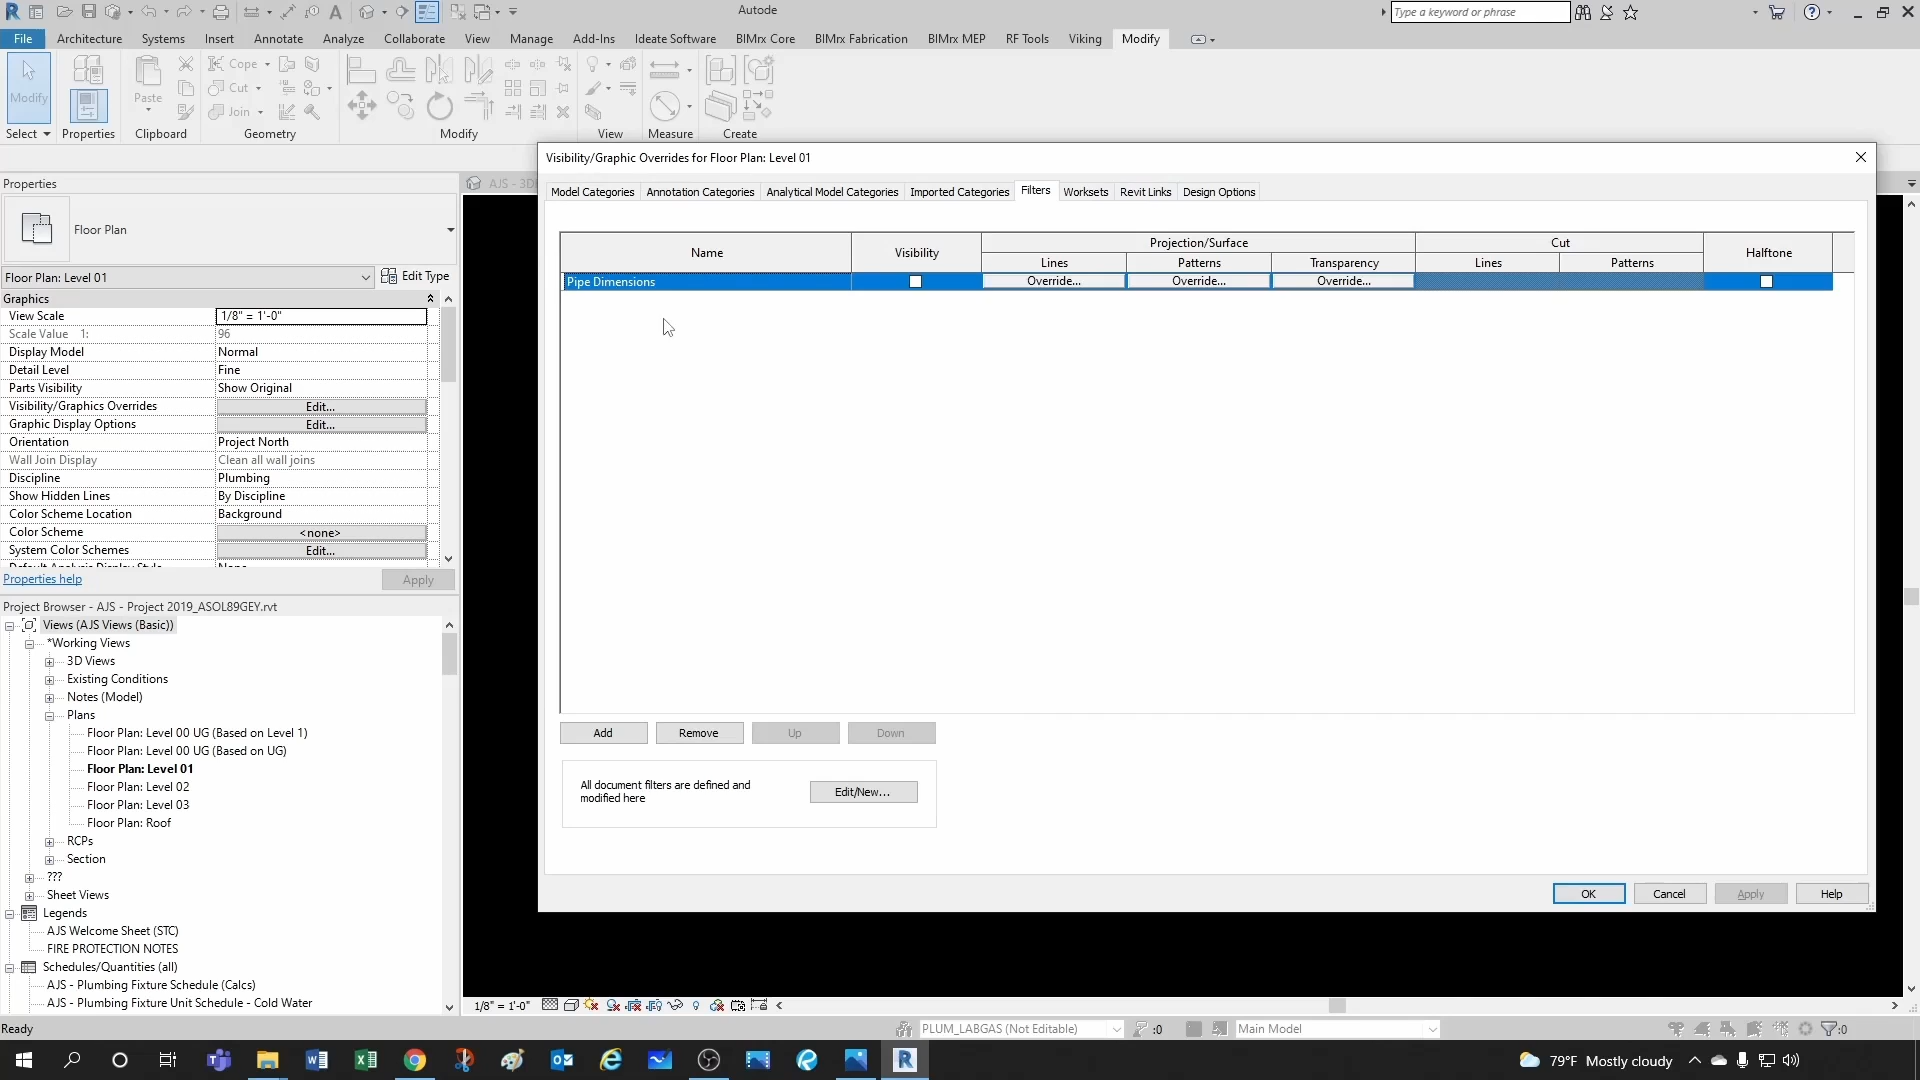 Autode
Type a keyword or phrase
File Architecture Systems Insert Annotate Analyze Collaborate View Manage Add-Ins Ideate Software BIMrx Core BIMrx Fabrication BIMrx MEP RF Tools Viking Modify
Modify
Paste
Cope
Cut
Join
Select Properties Clipboard Geometry Modify View Measure Create
Properties
Floor Plan
Floor Plan: Level 01 Edit Type
Graphics
View Scale 1/8" = 1'-0"
Scale Value 1: 96
Display Model Normal
Detail Level Fine
Parts Visibility Show Original
Visibility/Graphics Overrides Edit...
Graphic Display Options Edit...
Orientation Project North
Wall Join Display Clean all wall joins
Discipline Plumbing
Show Hidden Lines By Discipline
Color Scheme Location Background
Color Scheme <none>
System Color Schemes Edit...
Properties help Apply
Project Browser - AJS - Project 2019_ASOL89GEY.rvt
Views (AJS Views (Basic))
*Working Views
3D Views
Existing Conditions
Notes (Model)
Plans
Floor Plan: Level 00 UG (Based on Level 1)
Floor Plan: Level 00 UG (Based on UG)
Floor Plan: Level 01
Floor Plan: Level 02
Floor Plan: Level 03
Floor Plan: Roof
RCPs
Section
???
Sheet Views
Legends
AJS Welcome Sheet (STC)
FIRE PROTECTION NOTES
Schedules/Quantities (all)
AJS - Plumbing Fixture Schedule (Calcs)
AJS - Plumbing Fixture Unit Schedule - Cold Water
AJS - 3D
Visibility/Graphic Overrides for Floor Plan: Level 01
Model Categories Annotation Categories Analytical Model Categories Imported Categories Filters Worksets Revit Links Design Options
Name Visibility Projection/Surface Cut Halftone
Lines Patterns Transparency Lines Patterns
Pipe Dimensions Override... Override... Override...
Add Remove Up Down
All document filters are defined and
modified here
Edit/New...
OK Cancel Apply Help
1/8" = 1'-0"
Ready PLUM_LABGAS (Not Editable) :0 Main Model :0
79°F Mostly cloudy